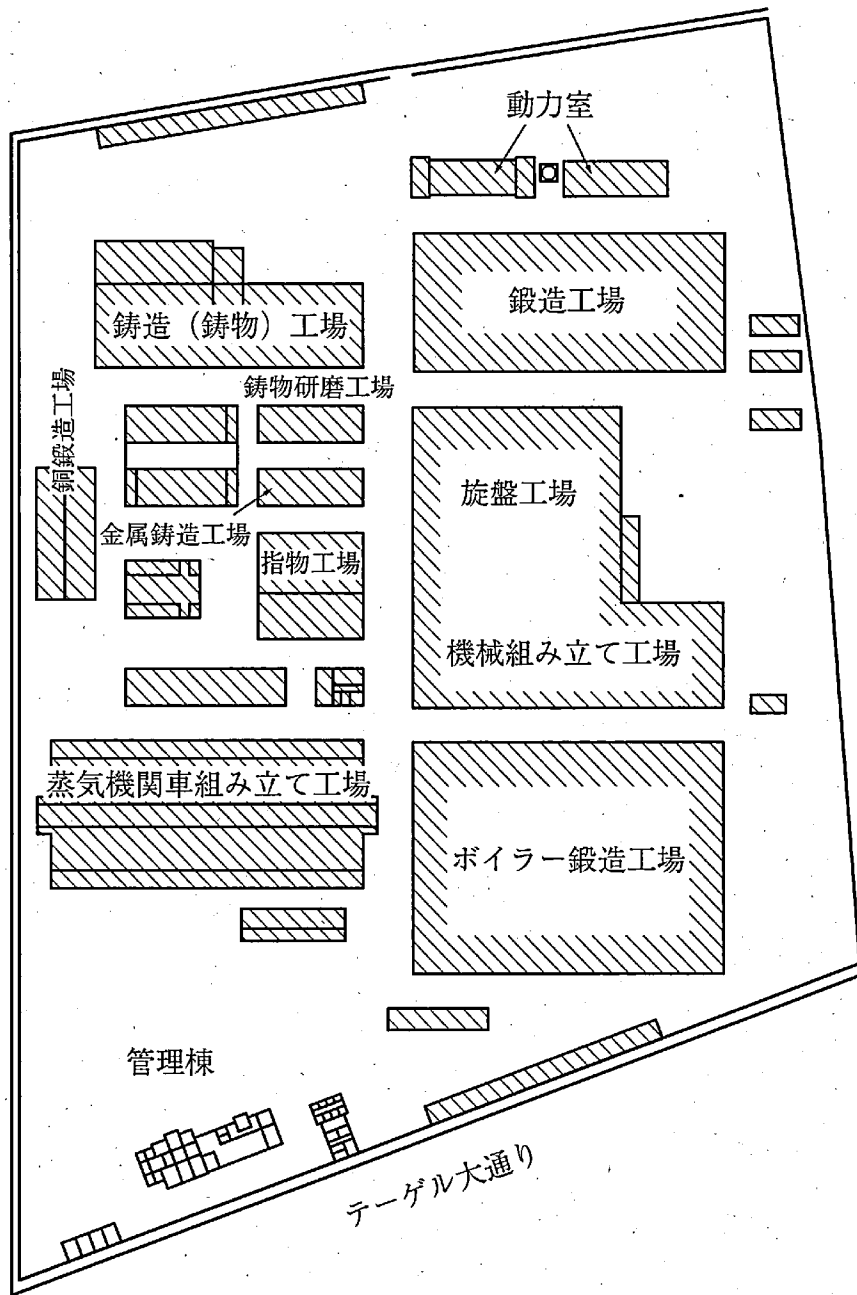 動力室
鋳造（鋳物）工場
鍛造工場
鋳物研磨工場
銅鍛造工場
旋盤工場
金属鋳造工場
指物工場
機械組み立て工場
蒸気機関車組み立て工場
ボイラー鍛造工場
管理棟
テーゲル大通り